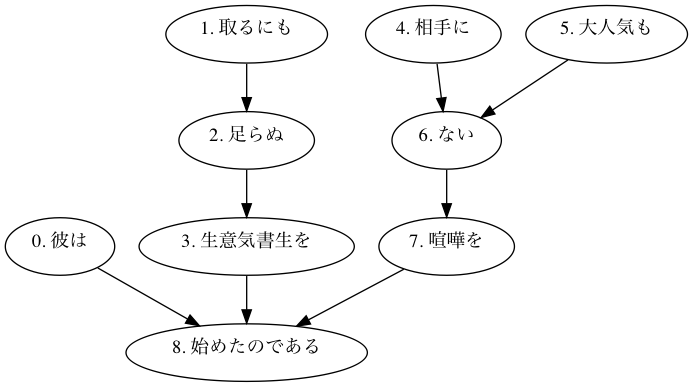 1. 取るにも
4. 相手に
5. 大人気も
2. 足らぬ
6. ない
0. 彼は
3. 生意気書生を
7. 喧嘩を
8. 始めたのである